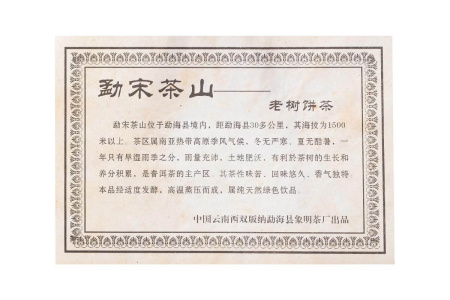 勐宋茶山——
老树饼茶
勐宋茶山位于勐海县境内，距勐海县30多公里，其海拔为1500
米以上. 茶区属南亚热带高原季风气候，冬无严寒、夏无酷暑，一
年只有旱湿雨季之分，雨量充沛，土地肥沃，有利於茶树的生长和
养分积累，是普洱茶的主产区．其茶性味苦、回味悠久、香气独特
本品经适度发酵，高温蒸压而成，属纯天然绿色饮品．
中国云南西双版纳勐海县象明茶厂出品